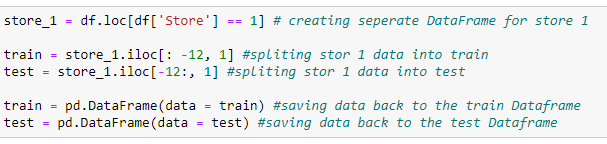 store_1 = df.loc[df['Store'] == 1] # creating seperate DataFrame for store 1
train = store_1.iloc[: -12, 1] #spliting stor 1 data into train
test = store_1.iloc[-12:, 1] #spliting stor 1 data into test
train = pd.DataFrame(data = train) #saving data back to the train Dataframe
test = pd.DataFrame(data = test) #saving data back to the test Dataframe